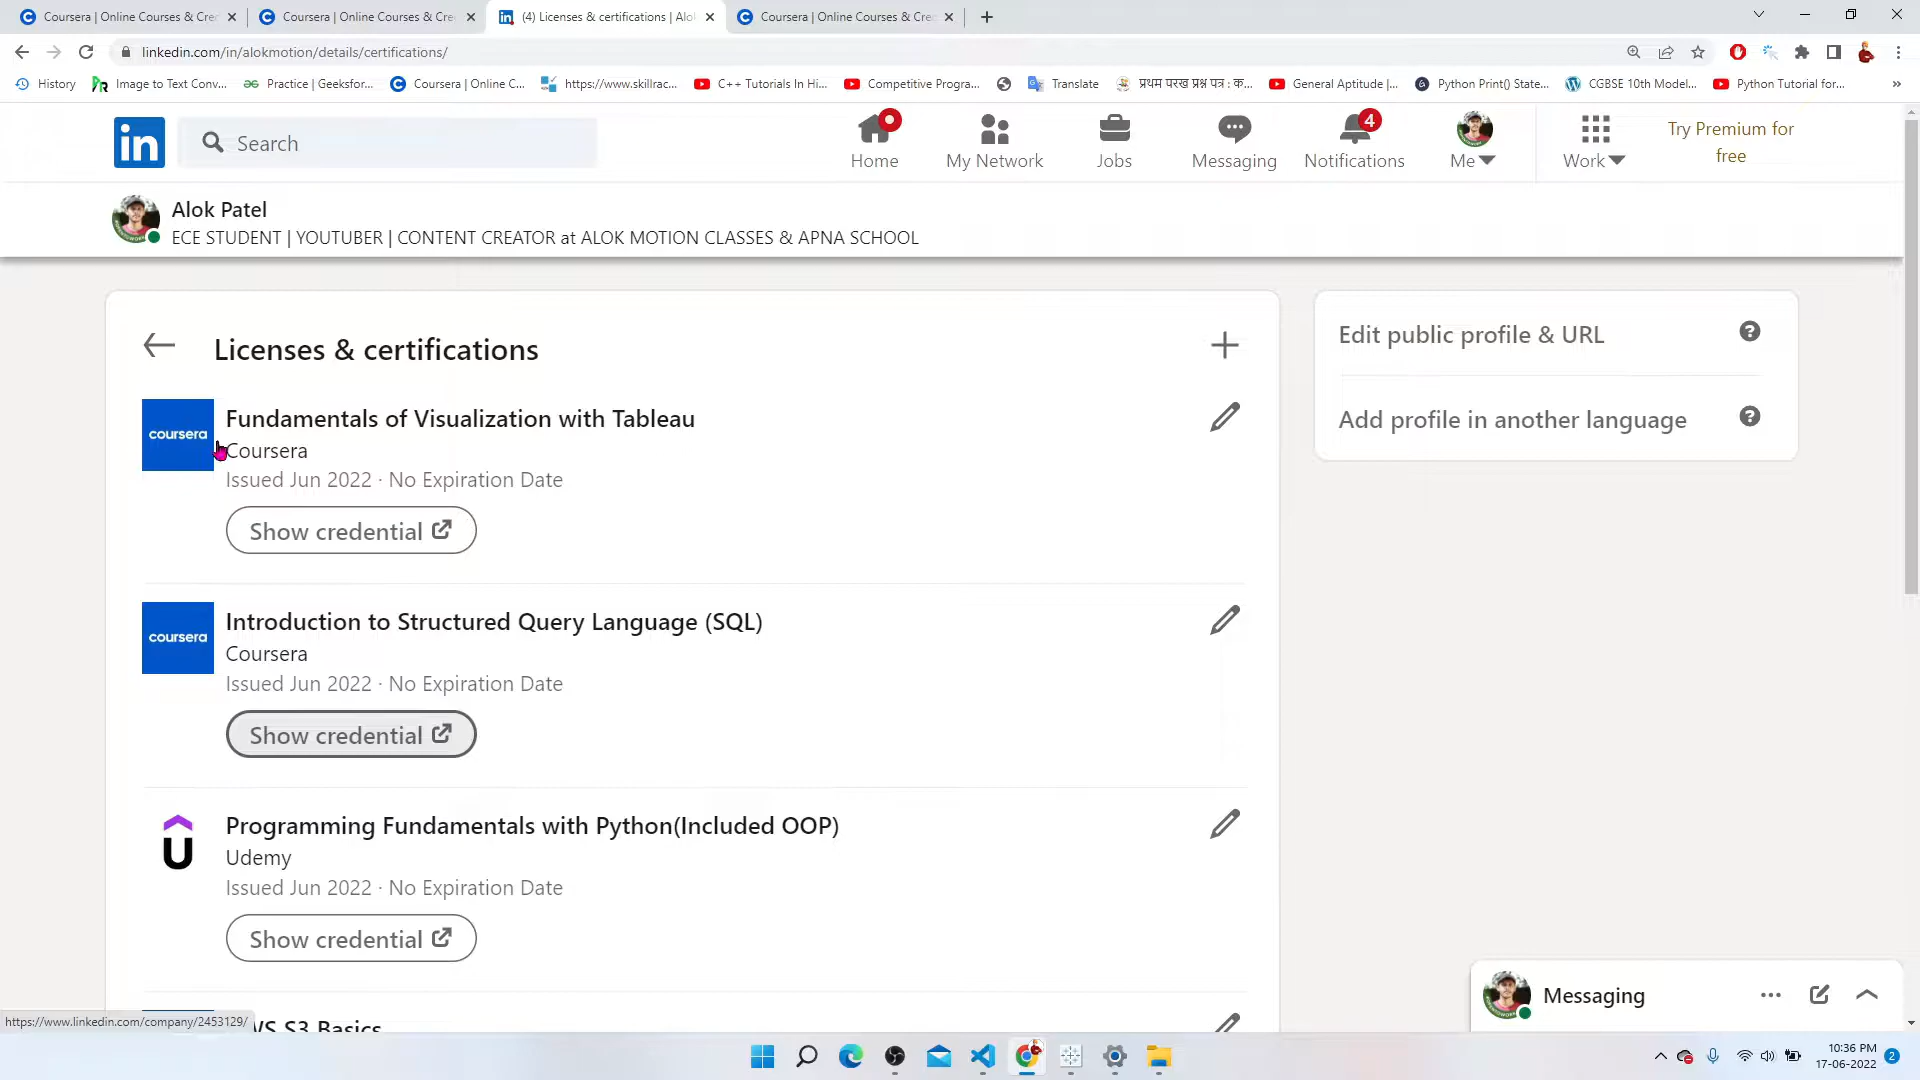 Coursera | Online Courses & Cre
Coursera | Online Courses & Cre
(4) Licenses & certifications | Alo
Coursera | Online Courses & Cre
linkedin.com/in/alokmotion/details/certifications/
History
Image to Text Conv...
Practice | Geeksfor...
Coursera | Online C...
https://www.skillrac...
C++ Tutorials In Hi...
Competitive Progra...
Translate
प्रथम परख प्रश्न पत्र : क...
General Aptitude |...
Python Print() State...
CGBSE 10th Model...
Python Tutorial for...
in
Search
Home
My Network
Jobs
Messaging
4
Notifications
Me
Work
Try Premium for
free
Alok Patel
ECE STUDENT | YOUTUBER | CONTENT CREATOR at ALOK MOTION CLASSES & APNA SCHOOL
Licenses & certifications
coursera
Fundamentals of Visualization with Tableau
Coursera
Issued Jun 2022 · No Expiration Date
Show credential
coursera
Introduction to Structured Query Language (SQL)
Coursera
Issued Jun 2022 · No Expiration Date
Show credential
Programming Fundamentals with Python(Included OOP)
Udemy
Issued Jun 2022 · No Expiration Date
Show credential
WS S3 Basics
Edit public profile & URL
Add profile in another language
Messaging
https://www.linkedin.com/company/2453129/
10:36 PM
17-06-2022
2